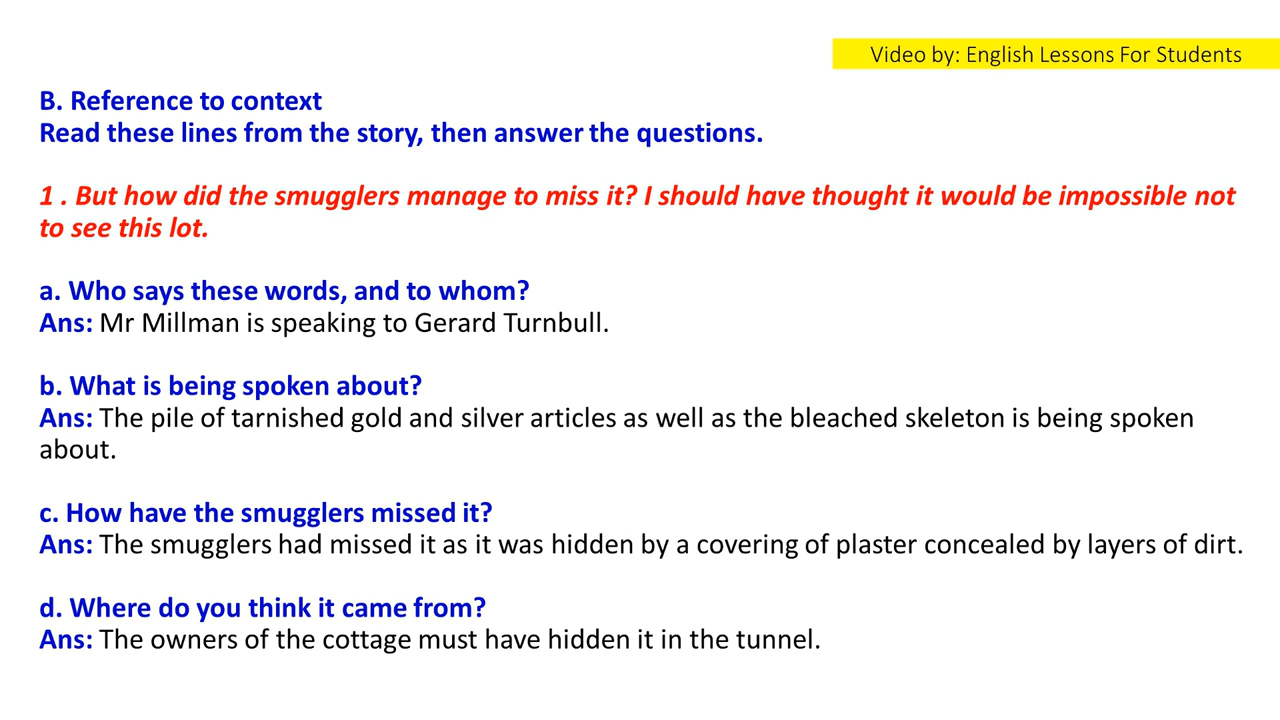 Video by: English Lessons For Students
B. Reference to context
Read these lines from the story, then answer the questions.
1 . But how did the smugglers manage to miss it? I should have thought it would be impossible not
to see this lot.
a. Who says these words, and to whom?
Ans: Mr Millman is speaking to Gerard Turnbull.
b. What is being spoken about?
Ans: The pile of tarnished gold and silver articles as well as the bleached skeleton is being spoken
about.
c. How have the smugglers missed it?
Ans: The smugglers had missed it as it was hidden by a covering of plaster concealed by layers of dirt.
d. Where do you think it came from?
Ans: The owners of the cottage must have hidden it in the tunnel.